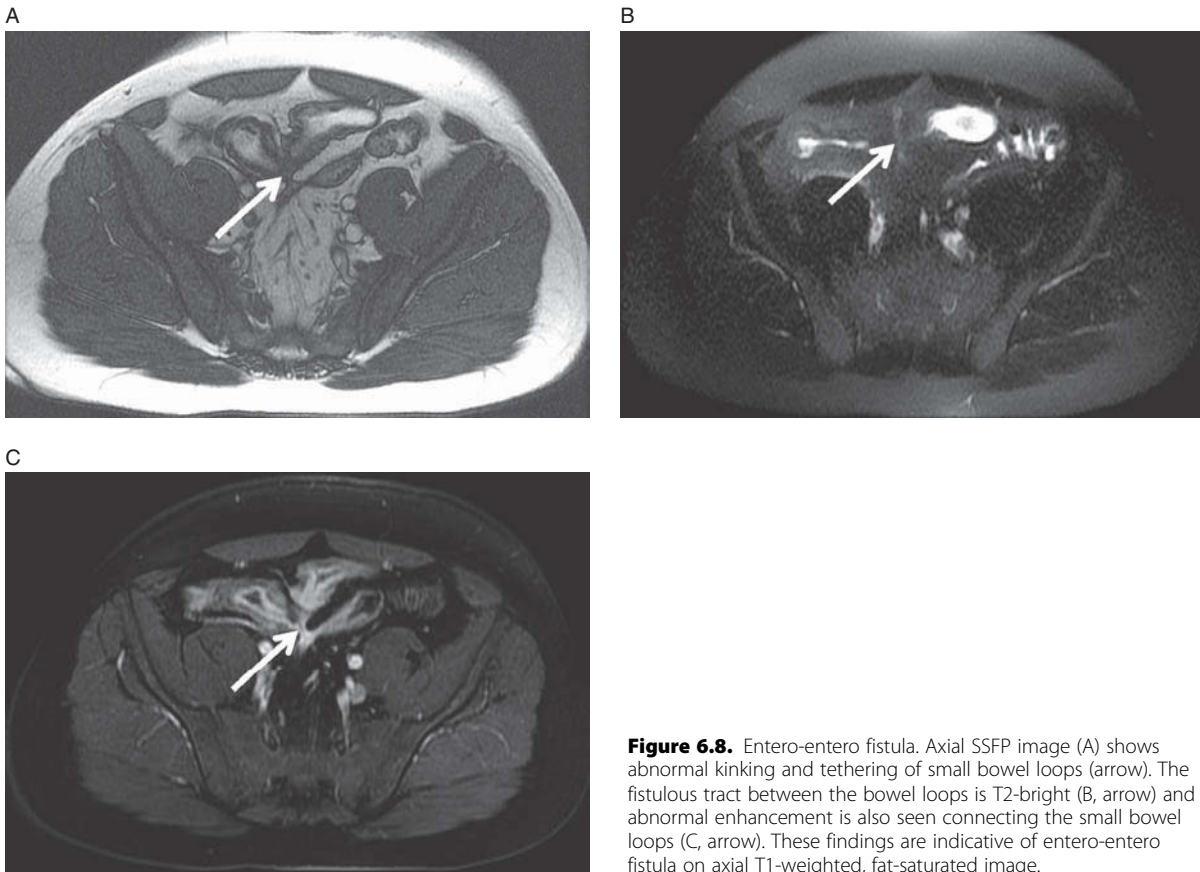 A
B
C
Figure 6.8. Entero-entero fistula. Axial SSFP image (A) shows
abnormal kinking and tethering of small bowel loops (arrow). The
fistulous tract between the bowel loops is T2-bright (B, arrow) and
abnormal enhancement is also seen connecting the small bowel
loops (C, arrow). These findings are indicative of entero-entero
fistula on axial T1-weighted, fat-saturated image.